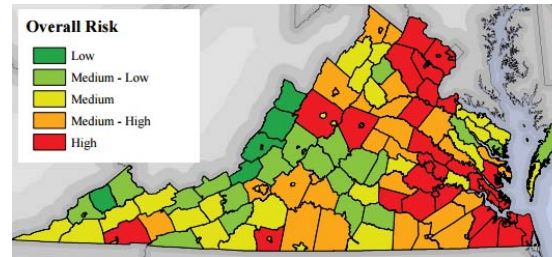 Overall Risk
Low
Medium - Low
Medium
Medium - High
High